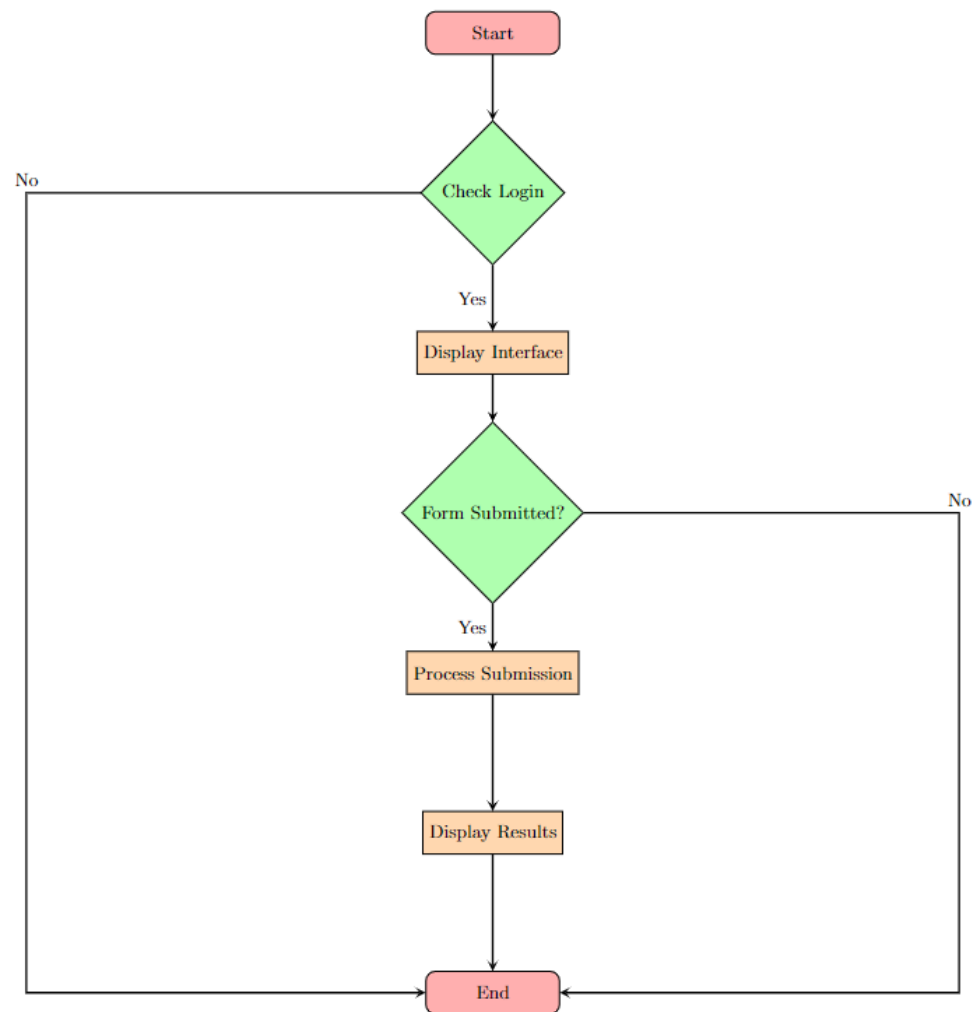 Start
No
Check Login
Yes
Display Interface
No
Form Submitted?
Yes
Process Submission
Display Results
End